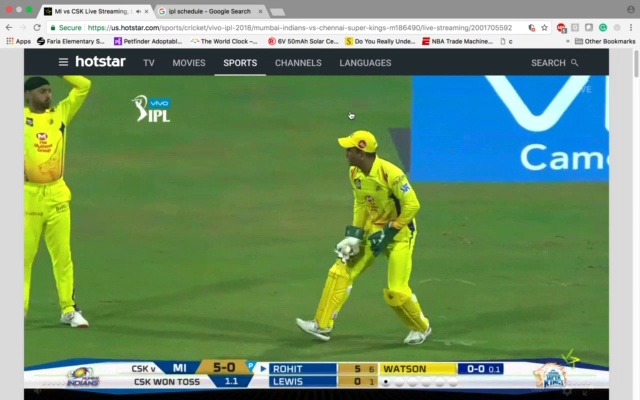 MI vs CSK Live Streaming,
ipl schedule - Google Search
Secure https://us.hotstar.com/sports/cricket/vivo-ipl-2018/mumbai-indians-vs-chennai-super-kings-m186490/live-streaming/2001705592
Apps Faria Elementary S... Petfinder Adoptabl... The World Clock –... 6V 50mAh Solar Ce... Do You Really Unde... NBA Trade Machine... c Other Bookmarks
hotstar TV MOVIES SPORTS CHANNELS LANGUAGES SEARCH
vivo
IPL
V
Came
CSK v MI 5-0 P ROHIT 5 6 WATSON 0-0 0.1
CSK WON TOSS 1.1 LEWIS 0 1
INDIANS